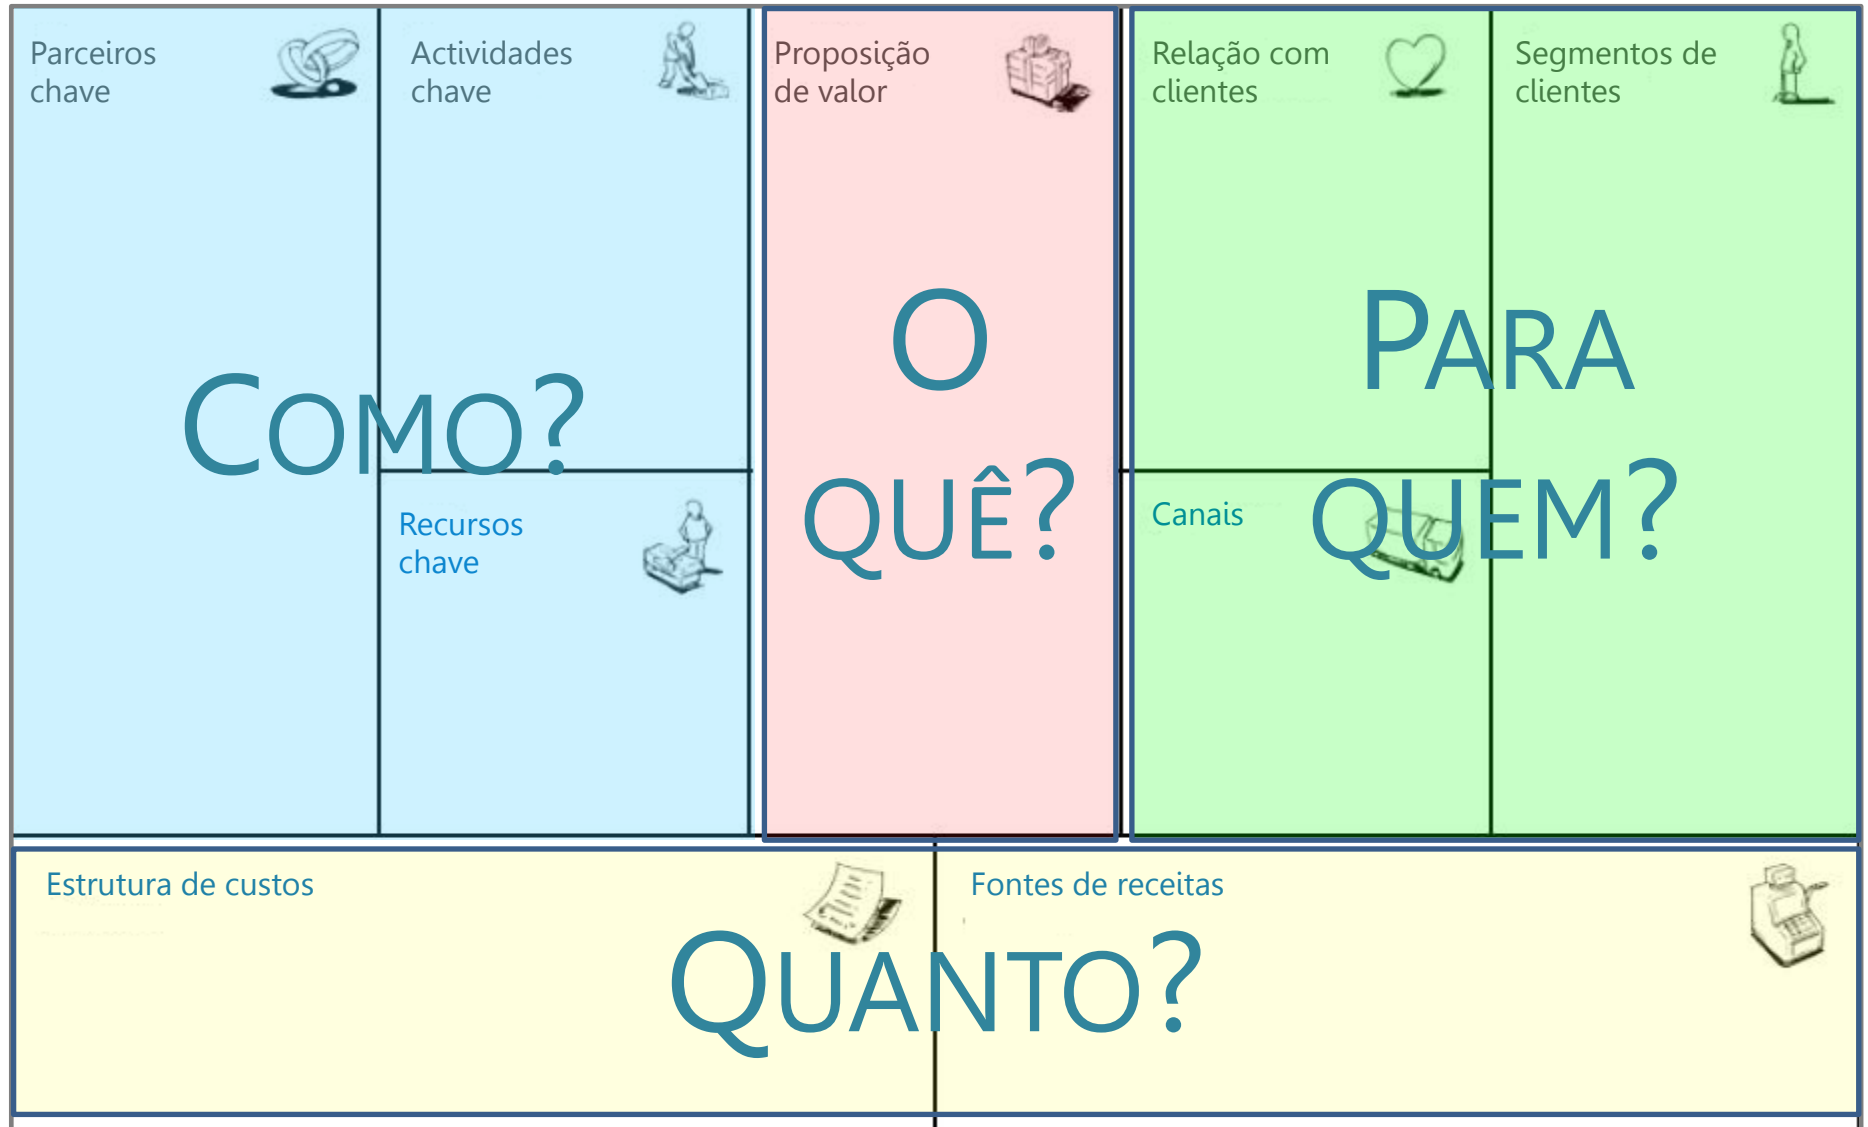 Parceiros
chave
Actividades
chave
Proposição
de valor
Relação com
clientes
Segmentos de
clientes
COMO?
O
QUÊ?
PARA
QUEM?
Recursos
chave
Canais
Estrutura de custos
Fontes de receitas
QUANTO?